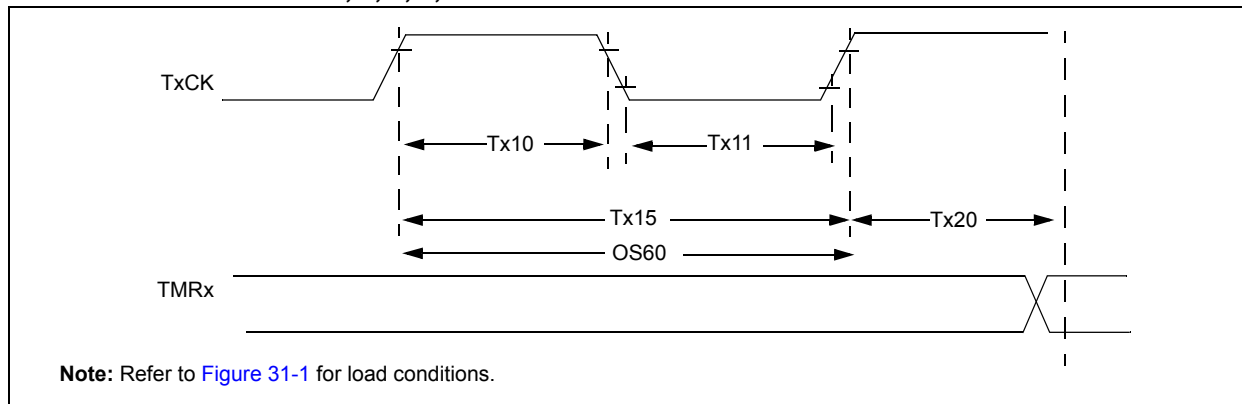 TxCK
Tx10
Tx11
Tx15
Tx20
OS60
TMRx
Note: Refer to Figure 31-1 for load conditions.